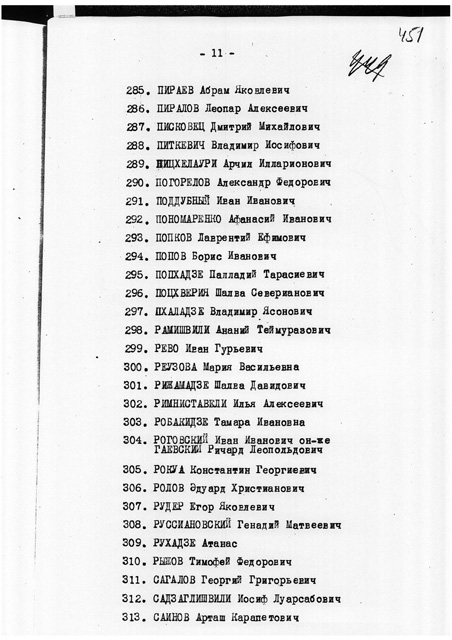 451
- 11 -
285. ПИРАЕВ Абрам Яковлевич
286. ПИРАЛОВ Леопар Алексеевич
287. ПИСКОВЕЦ Дмитрий Михайлович
288. ПИТКЕВИЧ Владимир Иосифович
289. ПИЦХЕЛАУРИ Арчил Илларионович
290. ПОГОРЕЛОВ Александр Федорович
291. ПОДДУБНЫЙ Иван Иванович
292. ПОНОМАРЕНКО Афанасий Иванович
293. ПОПКОВ Лаврентий Ефимович
294. ПОПОВ Борис Иванович
295. ПОПХАДЗЕ Палладий Тарасиевич
296. ПОЦХВЕРИЯ Шалва Северианович
297. ПХАЛАДЗЕ Владимир Ясонович
298. РАМИШВИЛИ Ананий Теймуразович
299. РЕВО Иван Гурьевич
300. РЕУЗОВА Мария Васильевна
301. РИЖАМАДЗЕ Шалва Давидович
302. РИМНИСТАВЕЛИ Илья Алексеевич
303. РОБАКИДЗЕ Тамара Ивановна
304. РОГОВСКИЙ Иван Иванович он-же
ГАЕВСКИЙ Ричард Леопольдович
305. РОКУА Константин Георгиевич
306. РОЛОВ Эдуард Христианович
307. РУДЕР Егор Яковлевич
308. РУССИАНОВСКИЙ Генадий Матвеевич
309. РУХАДЗЕ Атанас
310. РЫЖОВ Тимофей Федорович
311. САГАЛОВ Георгий Григорьевич
312. САДЗАГЛИШВИЛИ Иосиф Луарсабович
313. САИНОВ Арташ Карапетович